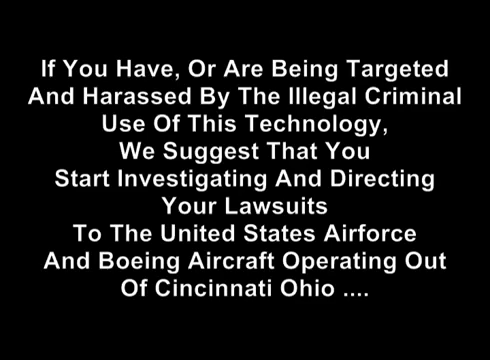 If You Have, Or Are Being Targeted
And Harassed By The Illegal Criminal
Use Of This Technology,
We Suggest That You
Start Investigating And Directing
Your Lawsuits
To The United States Airforce
And Boeing Aircraft Operating Out
Of Cincinnati Ohio ....